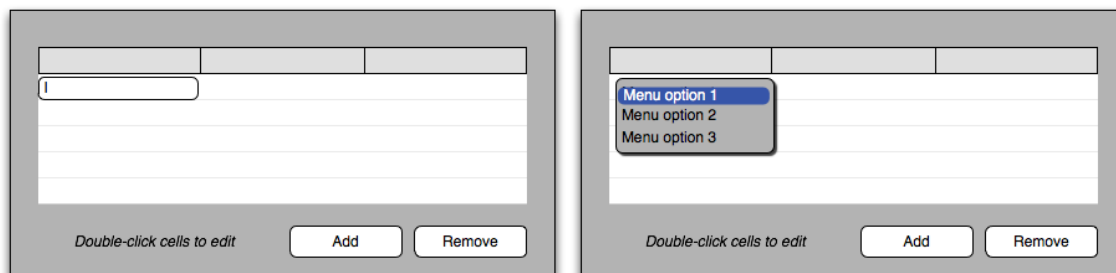 Double-click cells to edit
Add
Remove
Menu option 1
Menu option 2
Menu option 3
Double-click cells to edit
Add
Remove